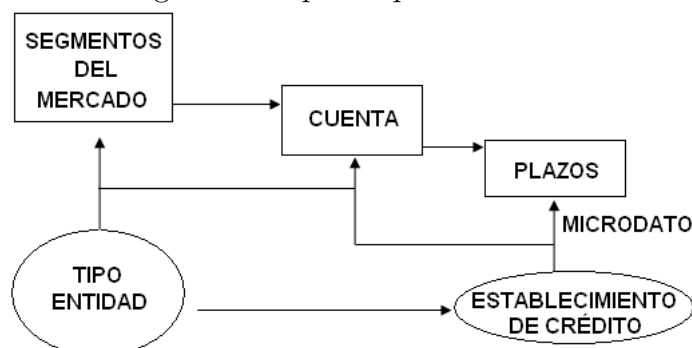 SEGMENTOS
DEL
MERCADO
CUENTA
PLAZOS
MICRODATO
TIPO
ENTIDAD
ESTABLECIMIENTO
DE CRÉDITO